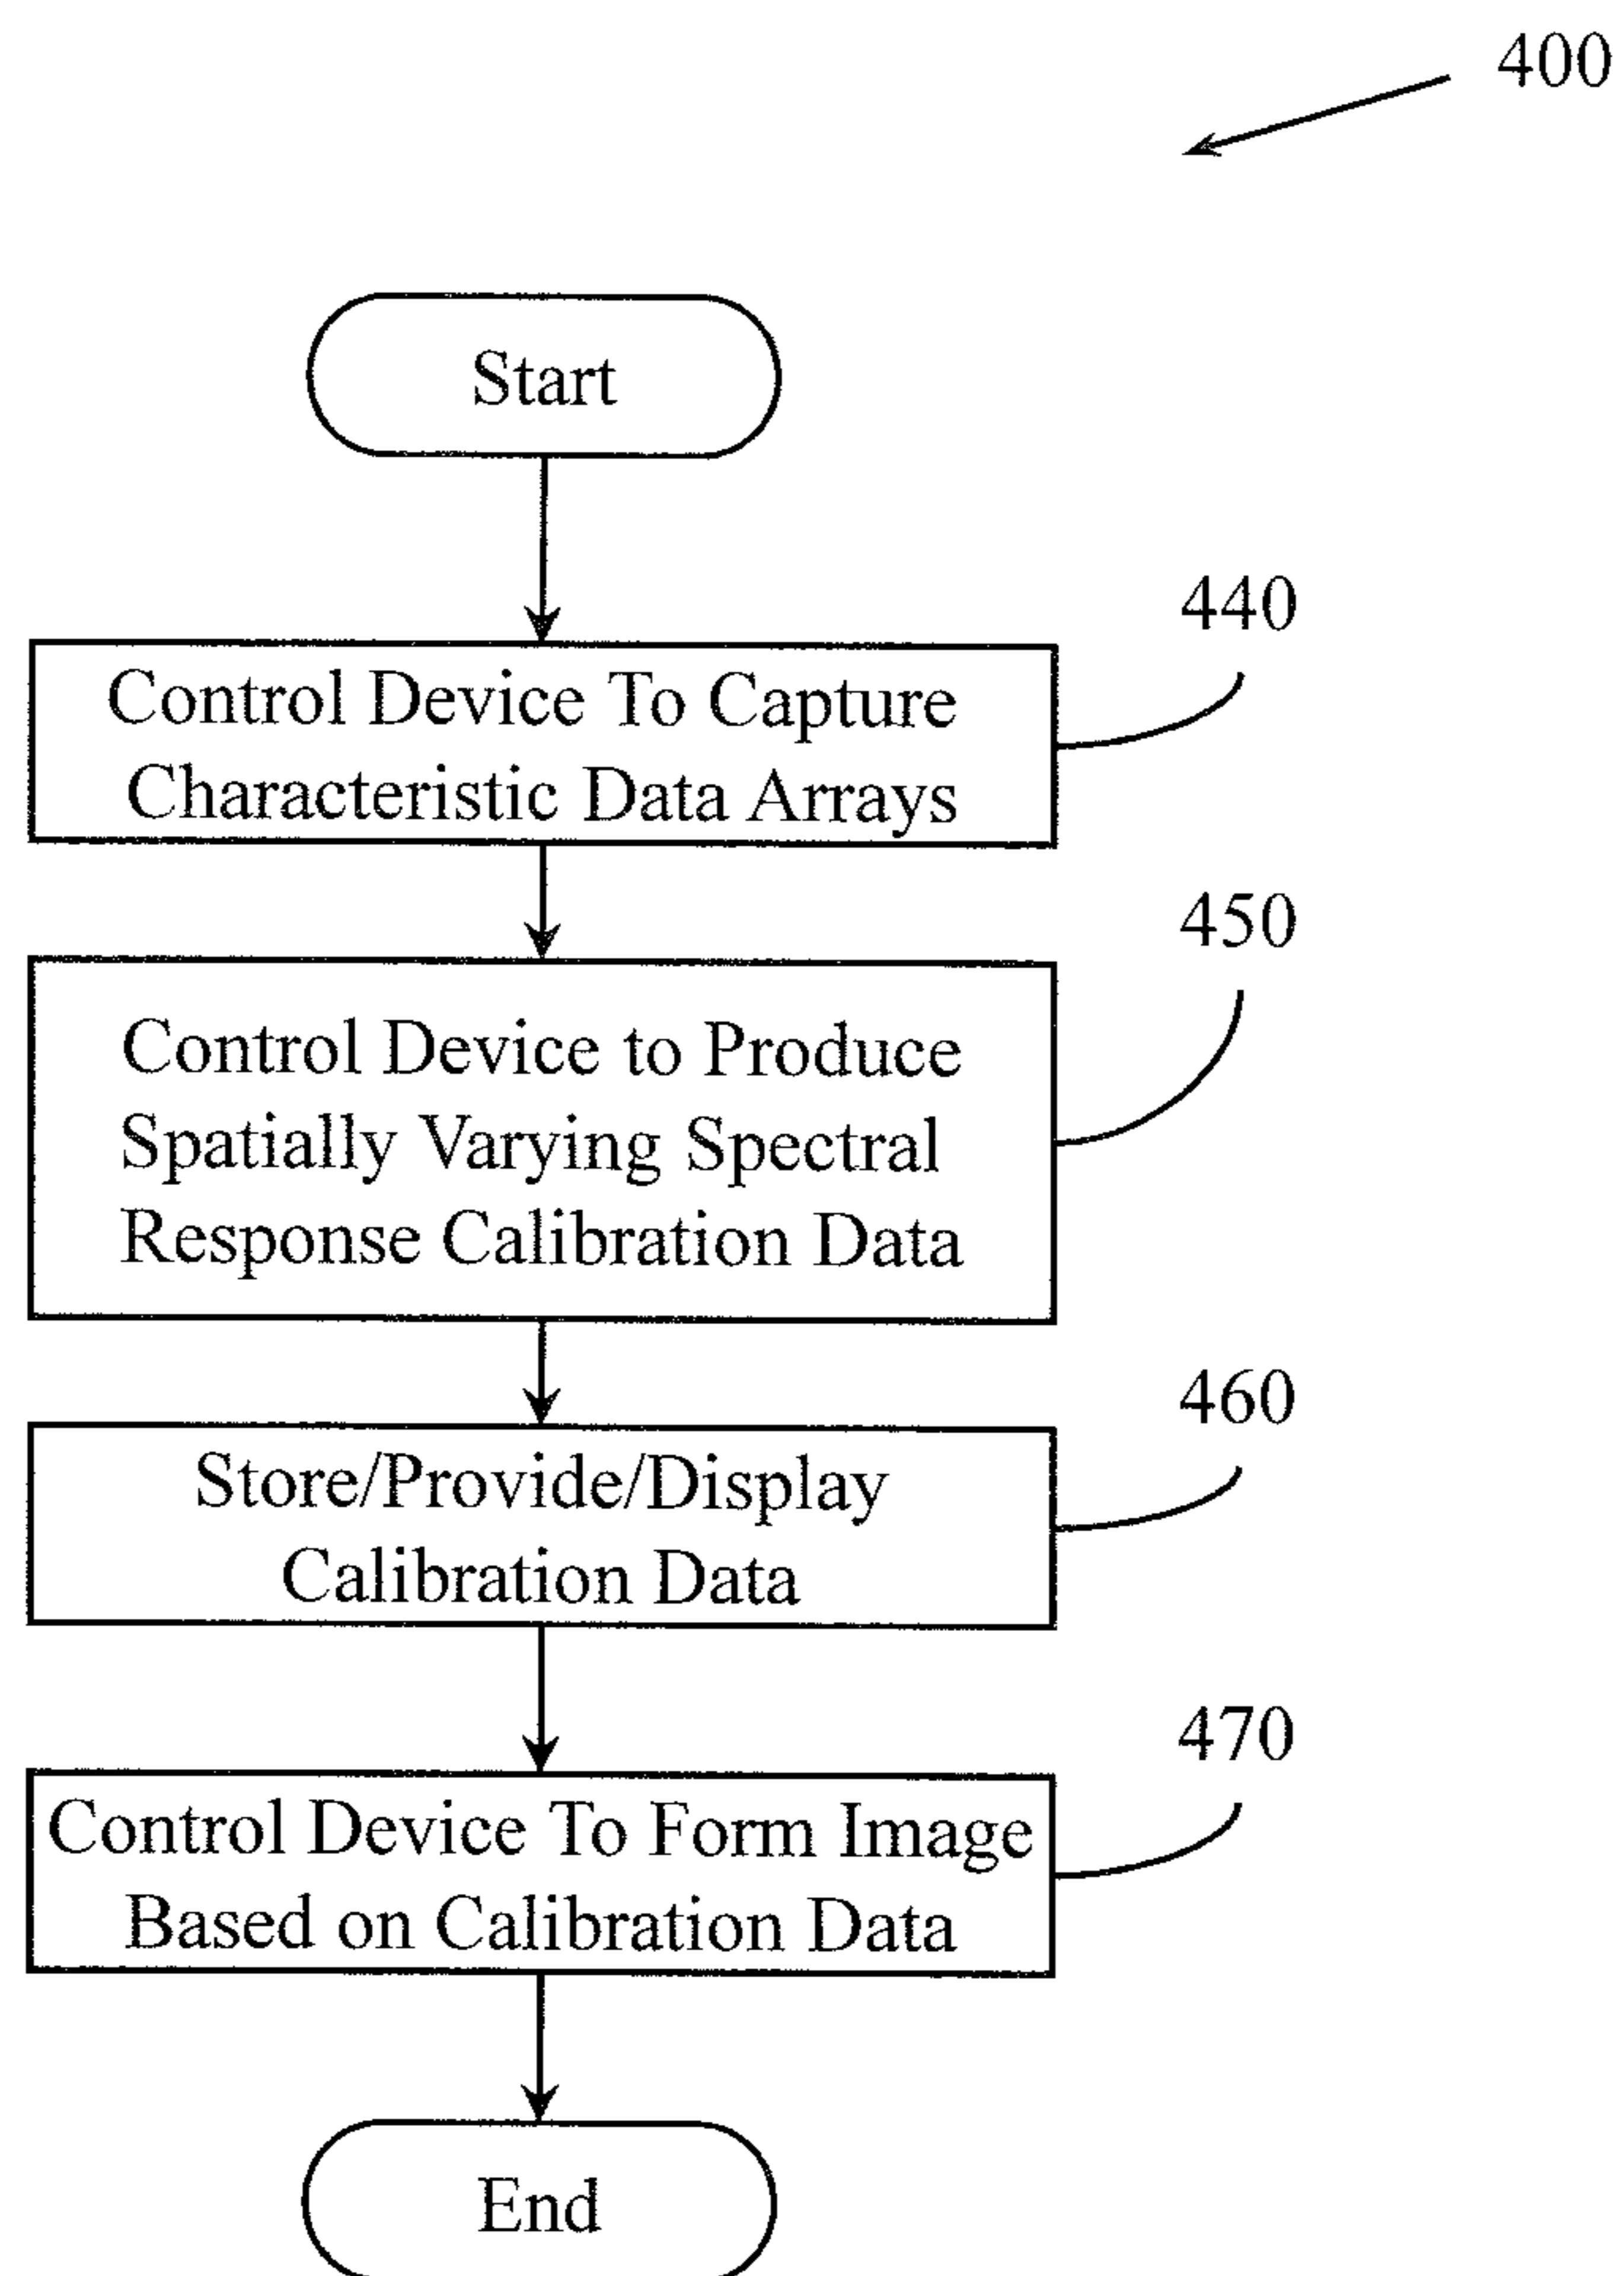 400
Start
440
Control Device To Capture
Characteristic Data Arrays
450
Control Device to Produce
Spatially Varying Spectral
Response Calibration Data
460
Store/Provide/Display
Calibration Data
470
Control Device To Form Image
Based on Calibration Data
End